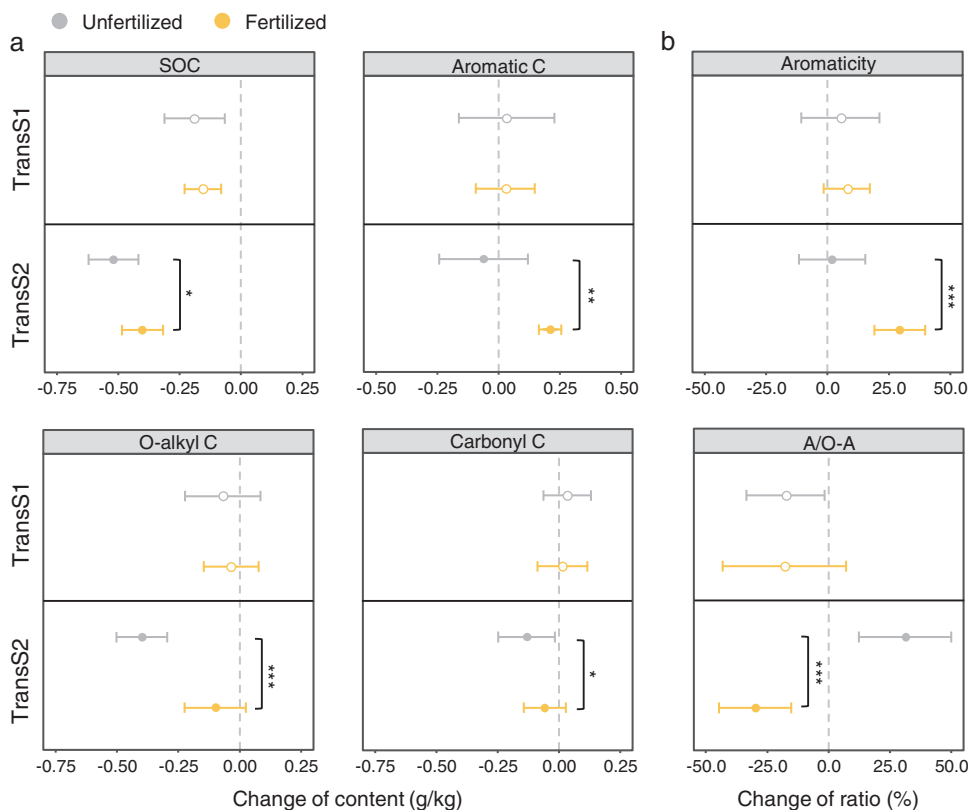 Unfertilized Fertilized
a
b
SOC
Aromatic C
Aromaticity
TransS1
TransS2
*
**
***
-0.75 -0.50 -0.25 0.00 0.25
-0.50 -0.25 0.00 0.25 0.50
-50.0 -25.0 0.00 25.0 50.0
O-alkyl C
Carbonyl C
A/O-A
TransS1
TransS2
***
*
***
-0.75 -0.50 -0.25 0.00 0.25
-0.75 -0.50 -0.25 0.00 0.25
-50.0 -25.0 0.00 25.0 50.0
Change of content (g/kg)
Change of ratio (%)